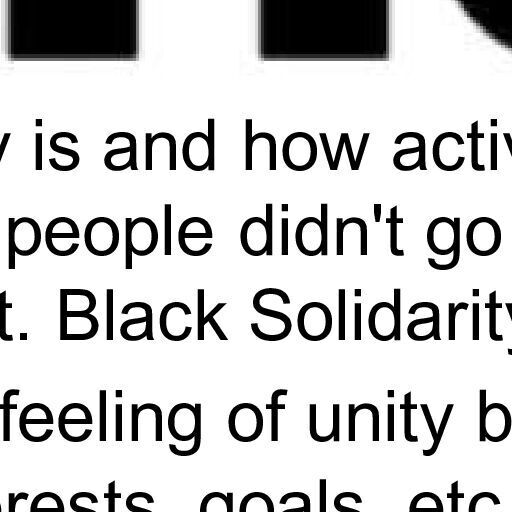 y is and how activ
people didn't go
t. Black Solidarity
feeling of unity b
erests, goals, etc